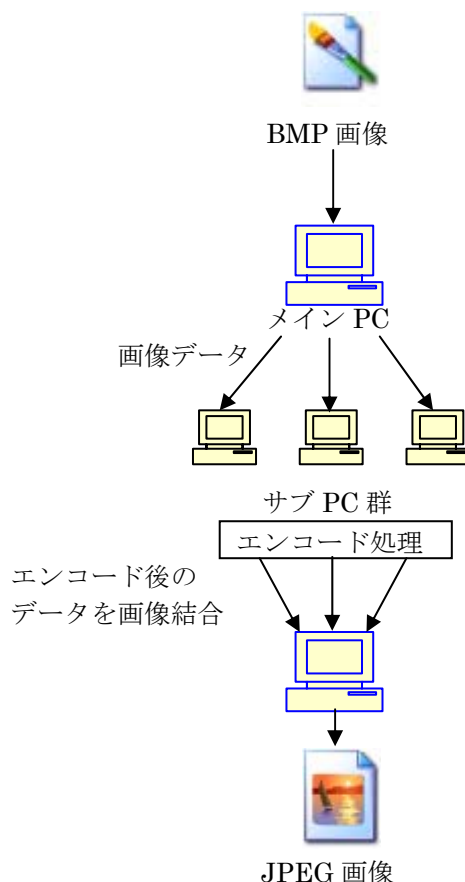 BMP 画像
メイン PC
画像データ
サブ PC 群
エンコード処理
エンコード後の
データを画像結合
JPEG 画像